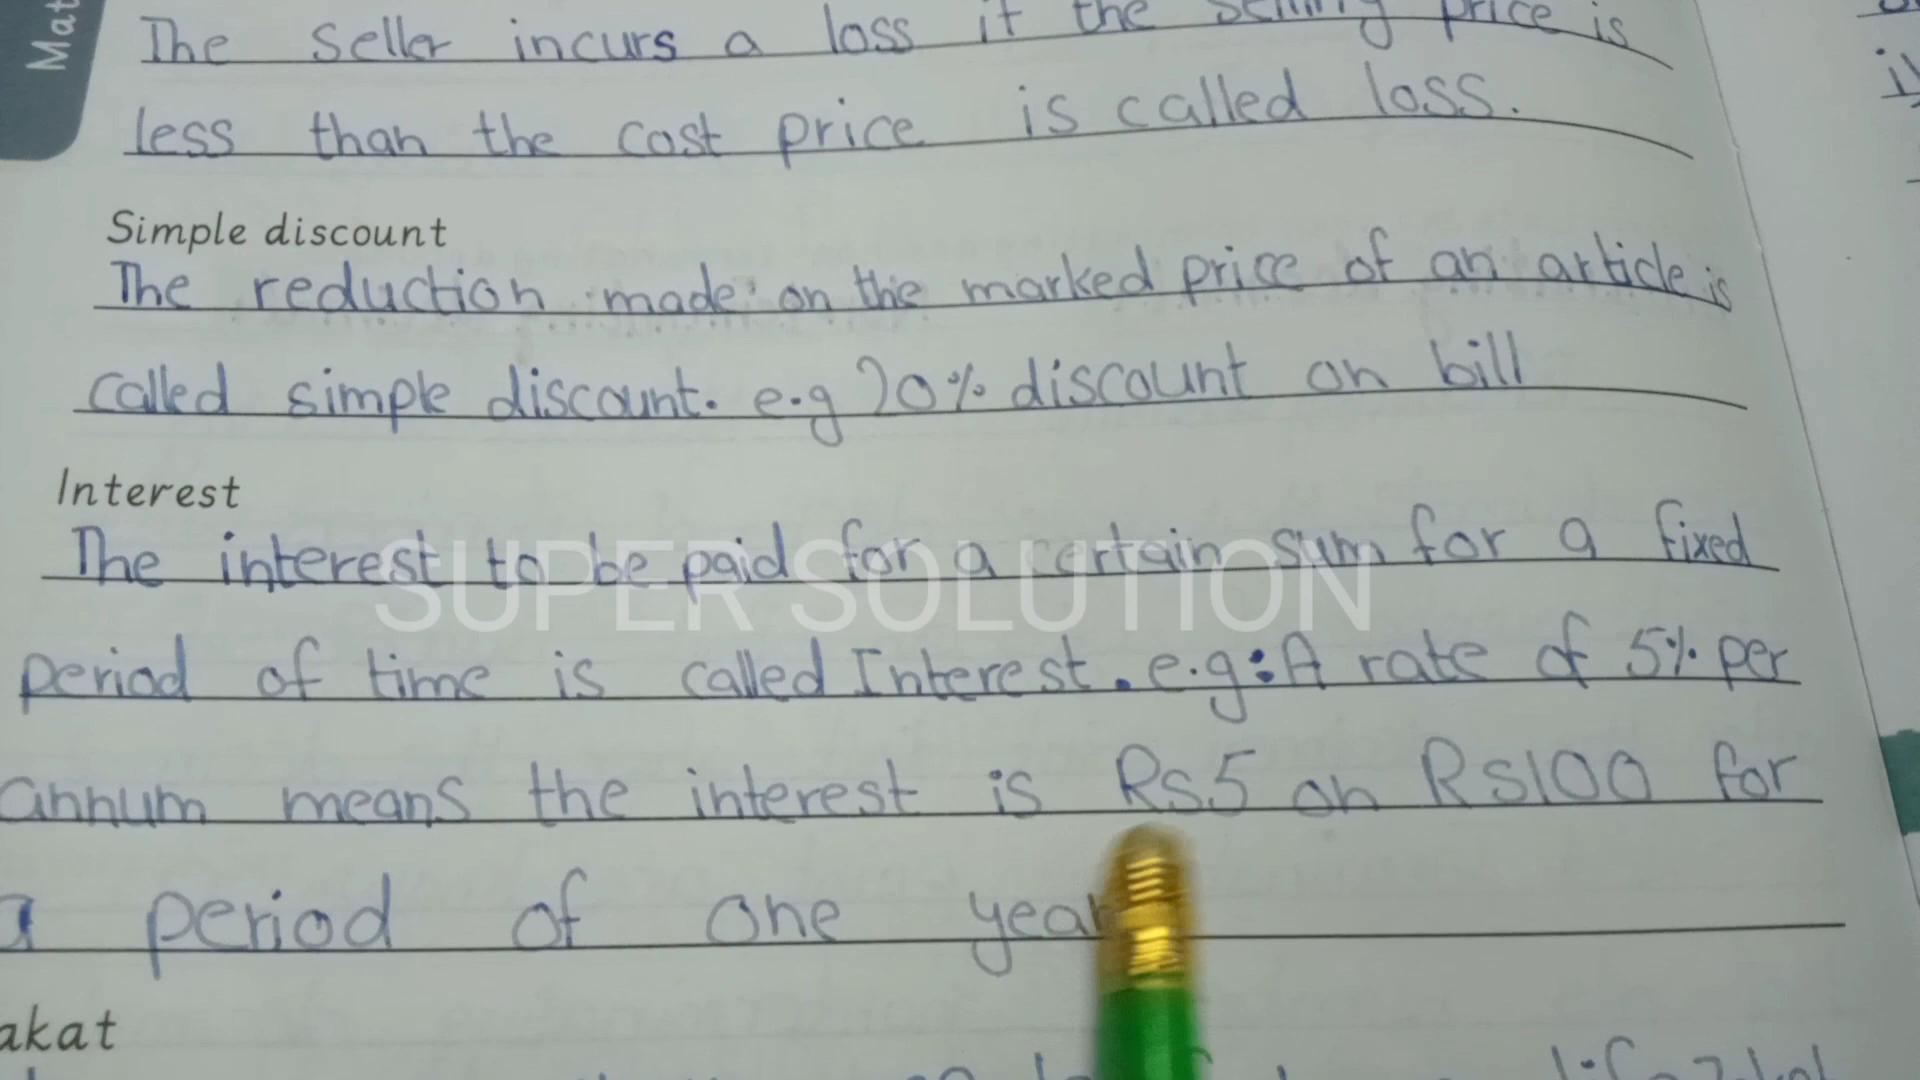 Mat
The seller incurs a loss if the selling price is
less than the cost price is called loss.
Simple discount
The reduction made on the marked price of an article is
called simple discount. e.g 20% discount on bill
Interest
The interest to be paid for a certain sum for a fixed
SUPER SOLUTION
period of time is called Interest. e.g: A rate of 5% per
annum means the interest is Rs5 on Rs100 for
a period of one year
akat